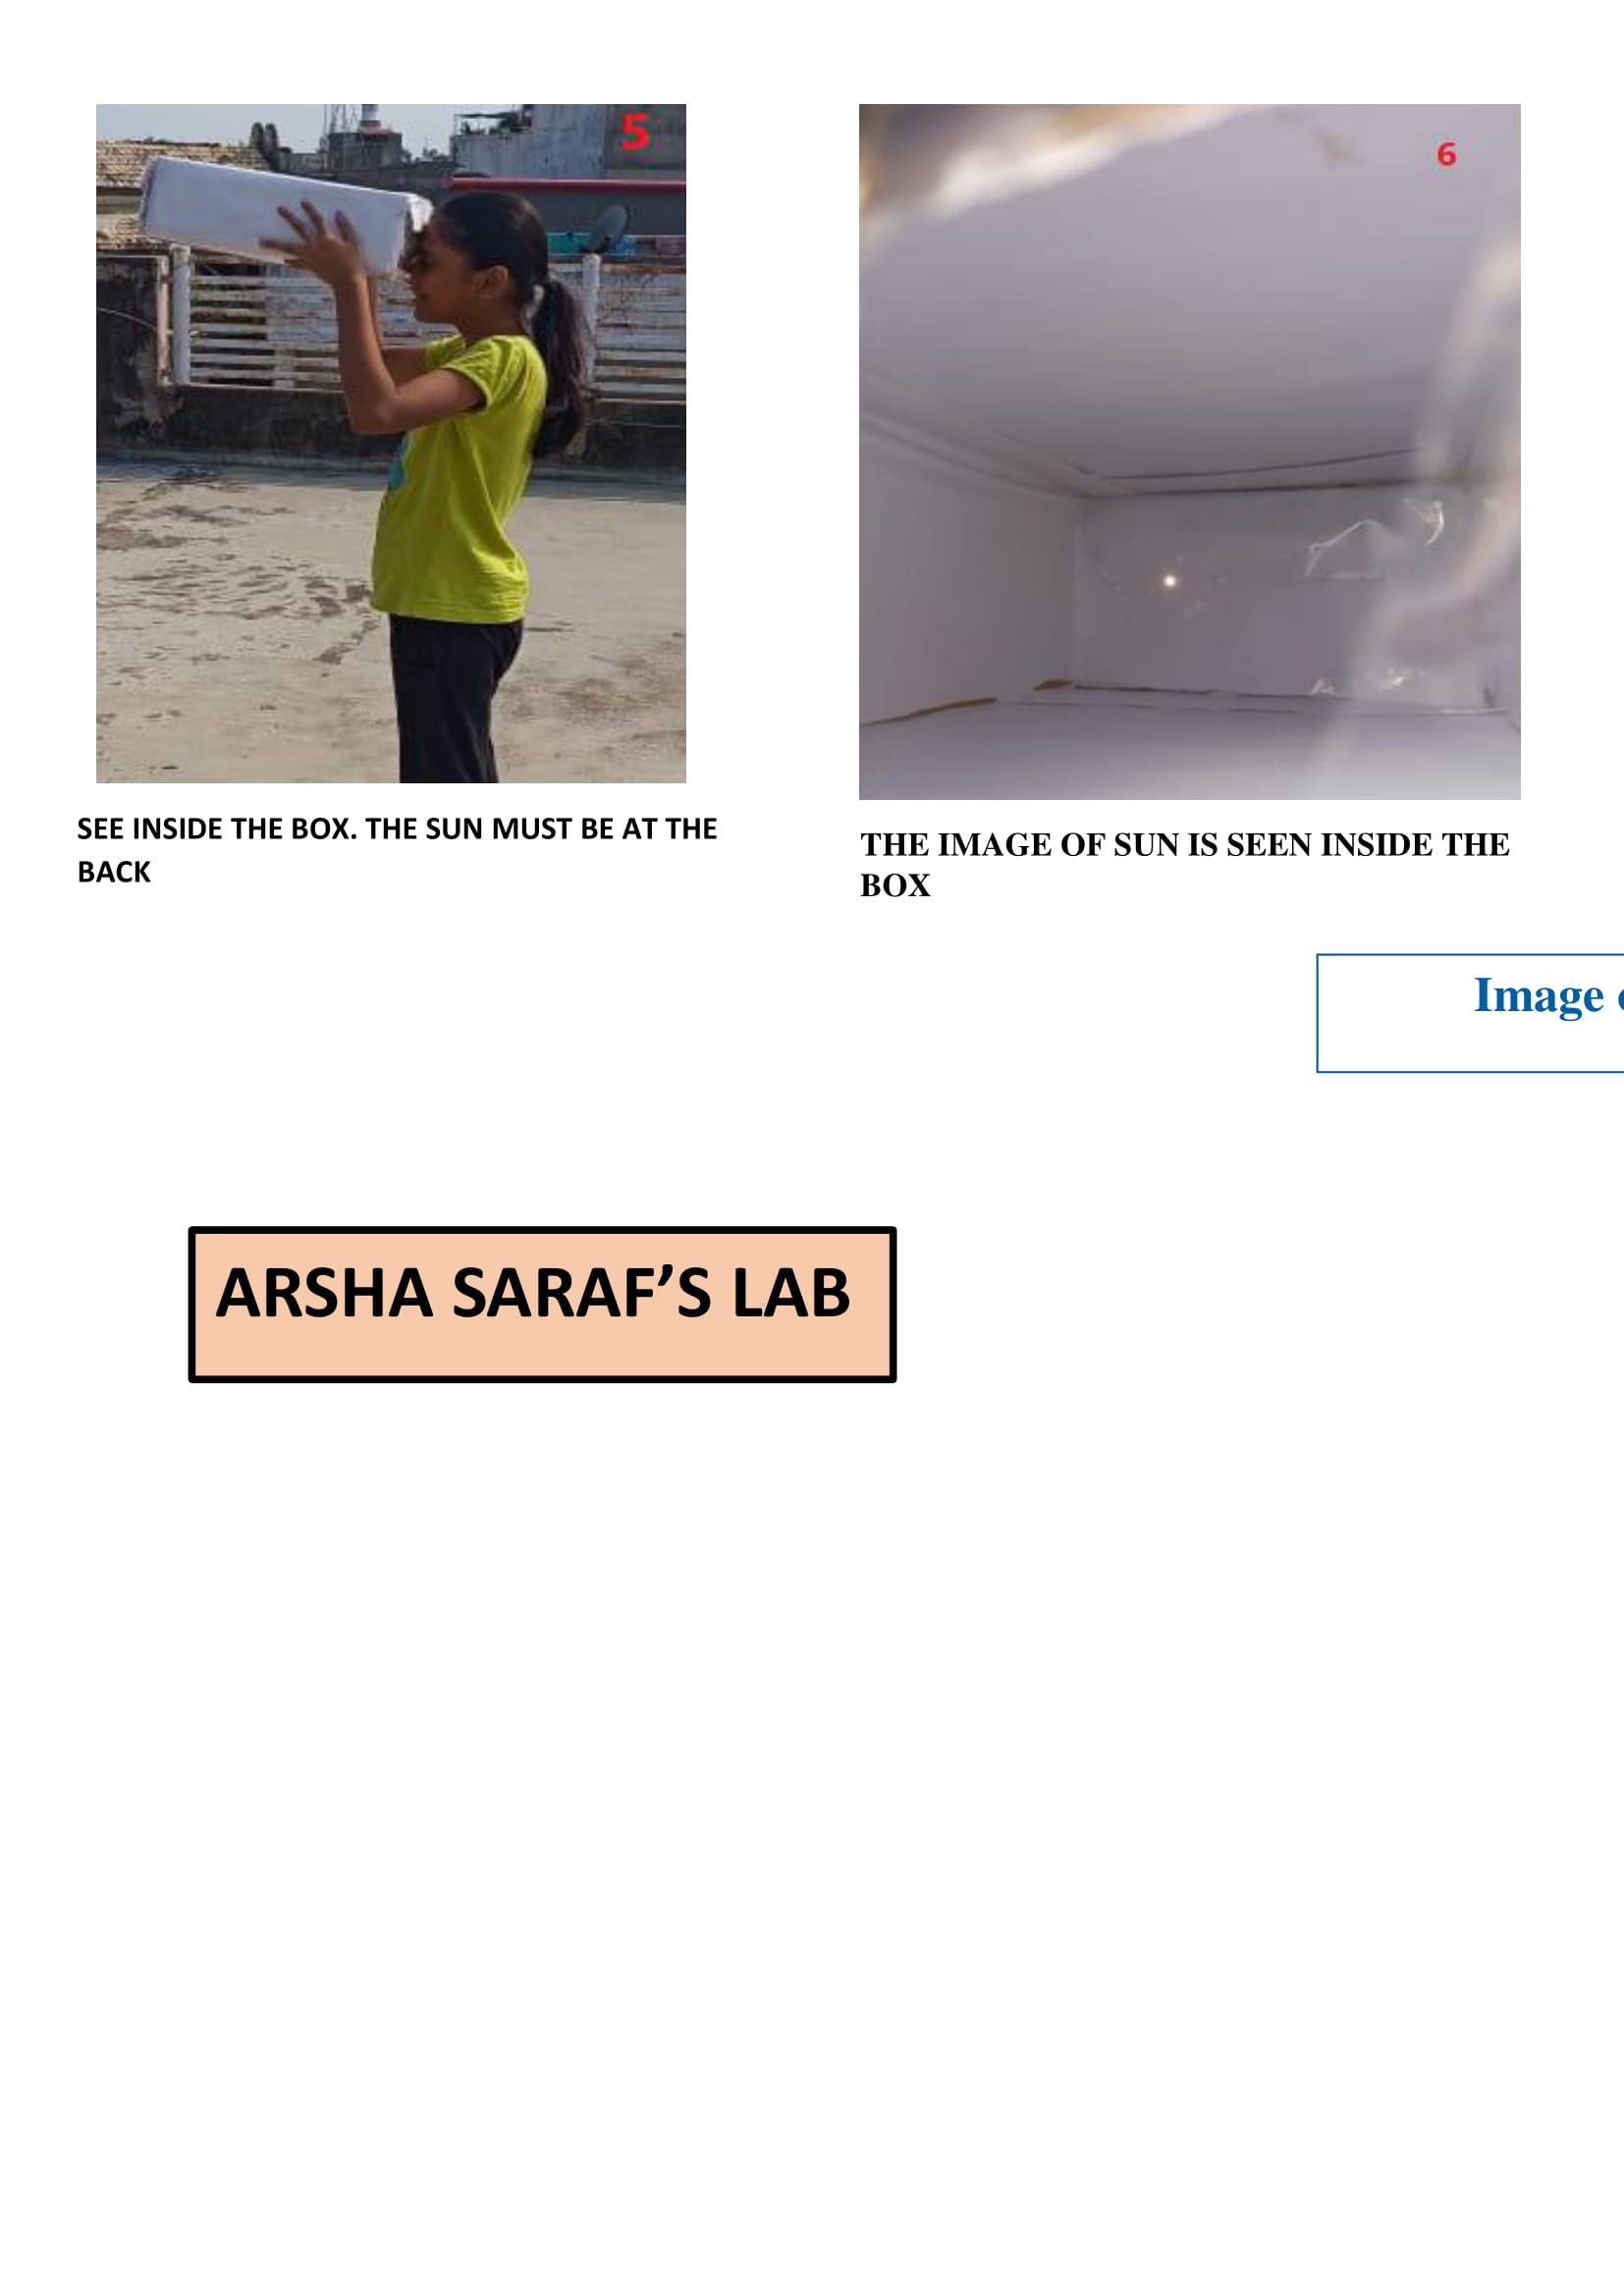 5
6
SEE INSIDE THE BOX. THE SUN MUST BE AT THE
BACK
THE IMAGE OF SUN IS SEEN INSIDE THE
BOX
Image
ARSHA SARAF’S LAB